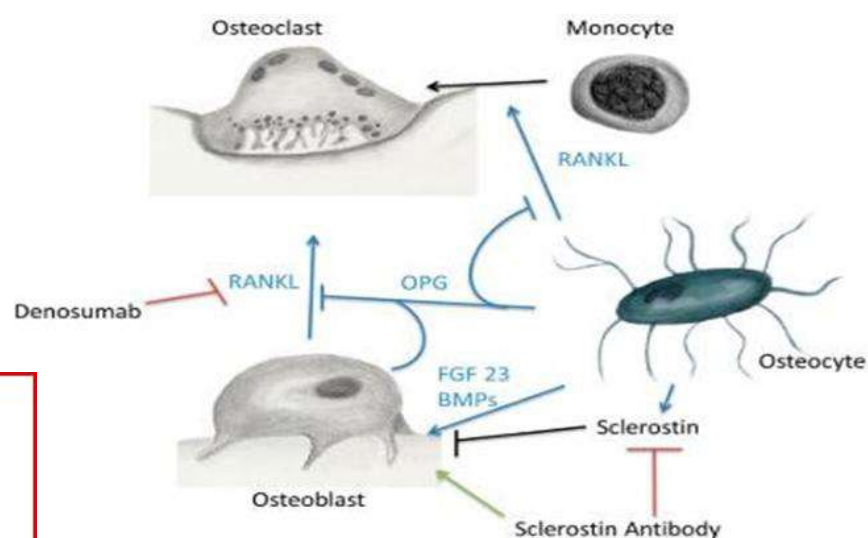 Osteoclast
Monocyte
RANKL
RANKL
OPG
Denosumab
Osteocyte
FGF 23
BMPs
Sclerostin
Osteoblast
Sclerostin Antibody